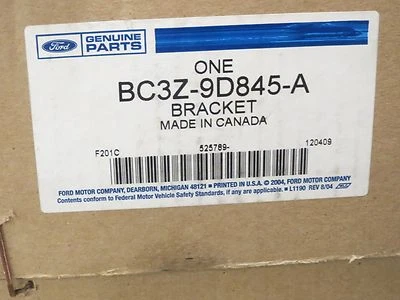 Ford
GENUINE
PARTS
ONE
BC3Z-9D845-A
BRACKET
MADE IN CANADA
F201C 525789- 120409
FORD MOTOR COMPANY, DEARBORN, MICHIGAN 48121 ■ PRINTED IN U.S.A. © 2004, FORD MOTOR COMPANY
Contents conform to Federal Motor Vehicle Safety Standards, if any are applicable. ■ L1190 REV 8/04